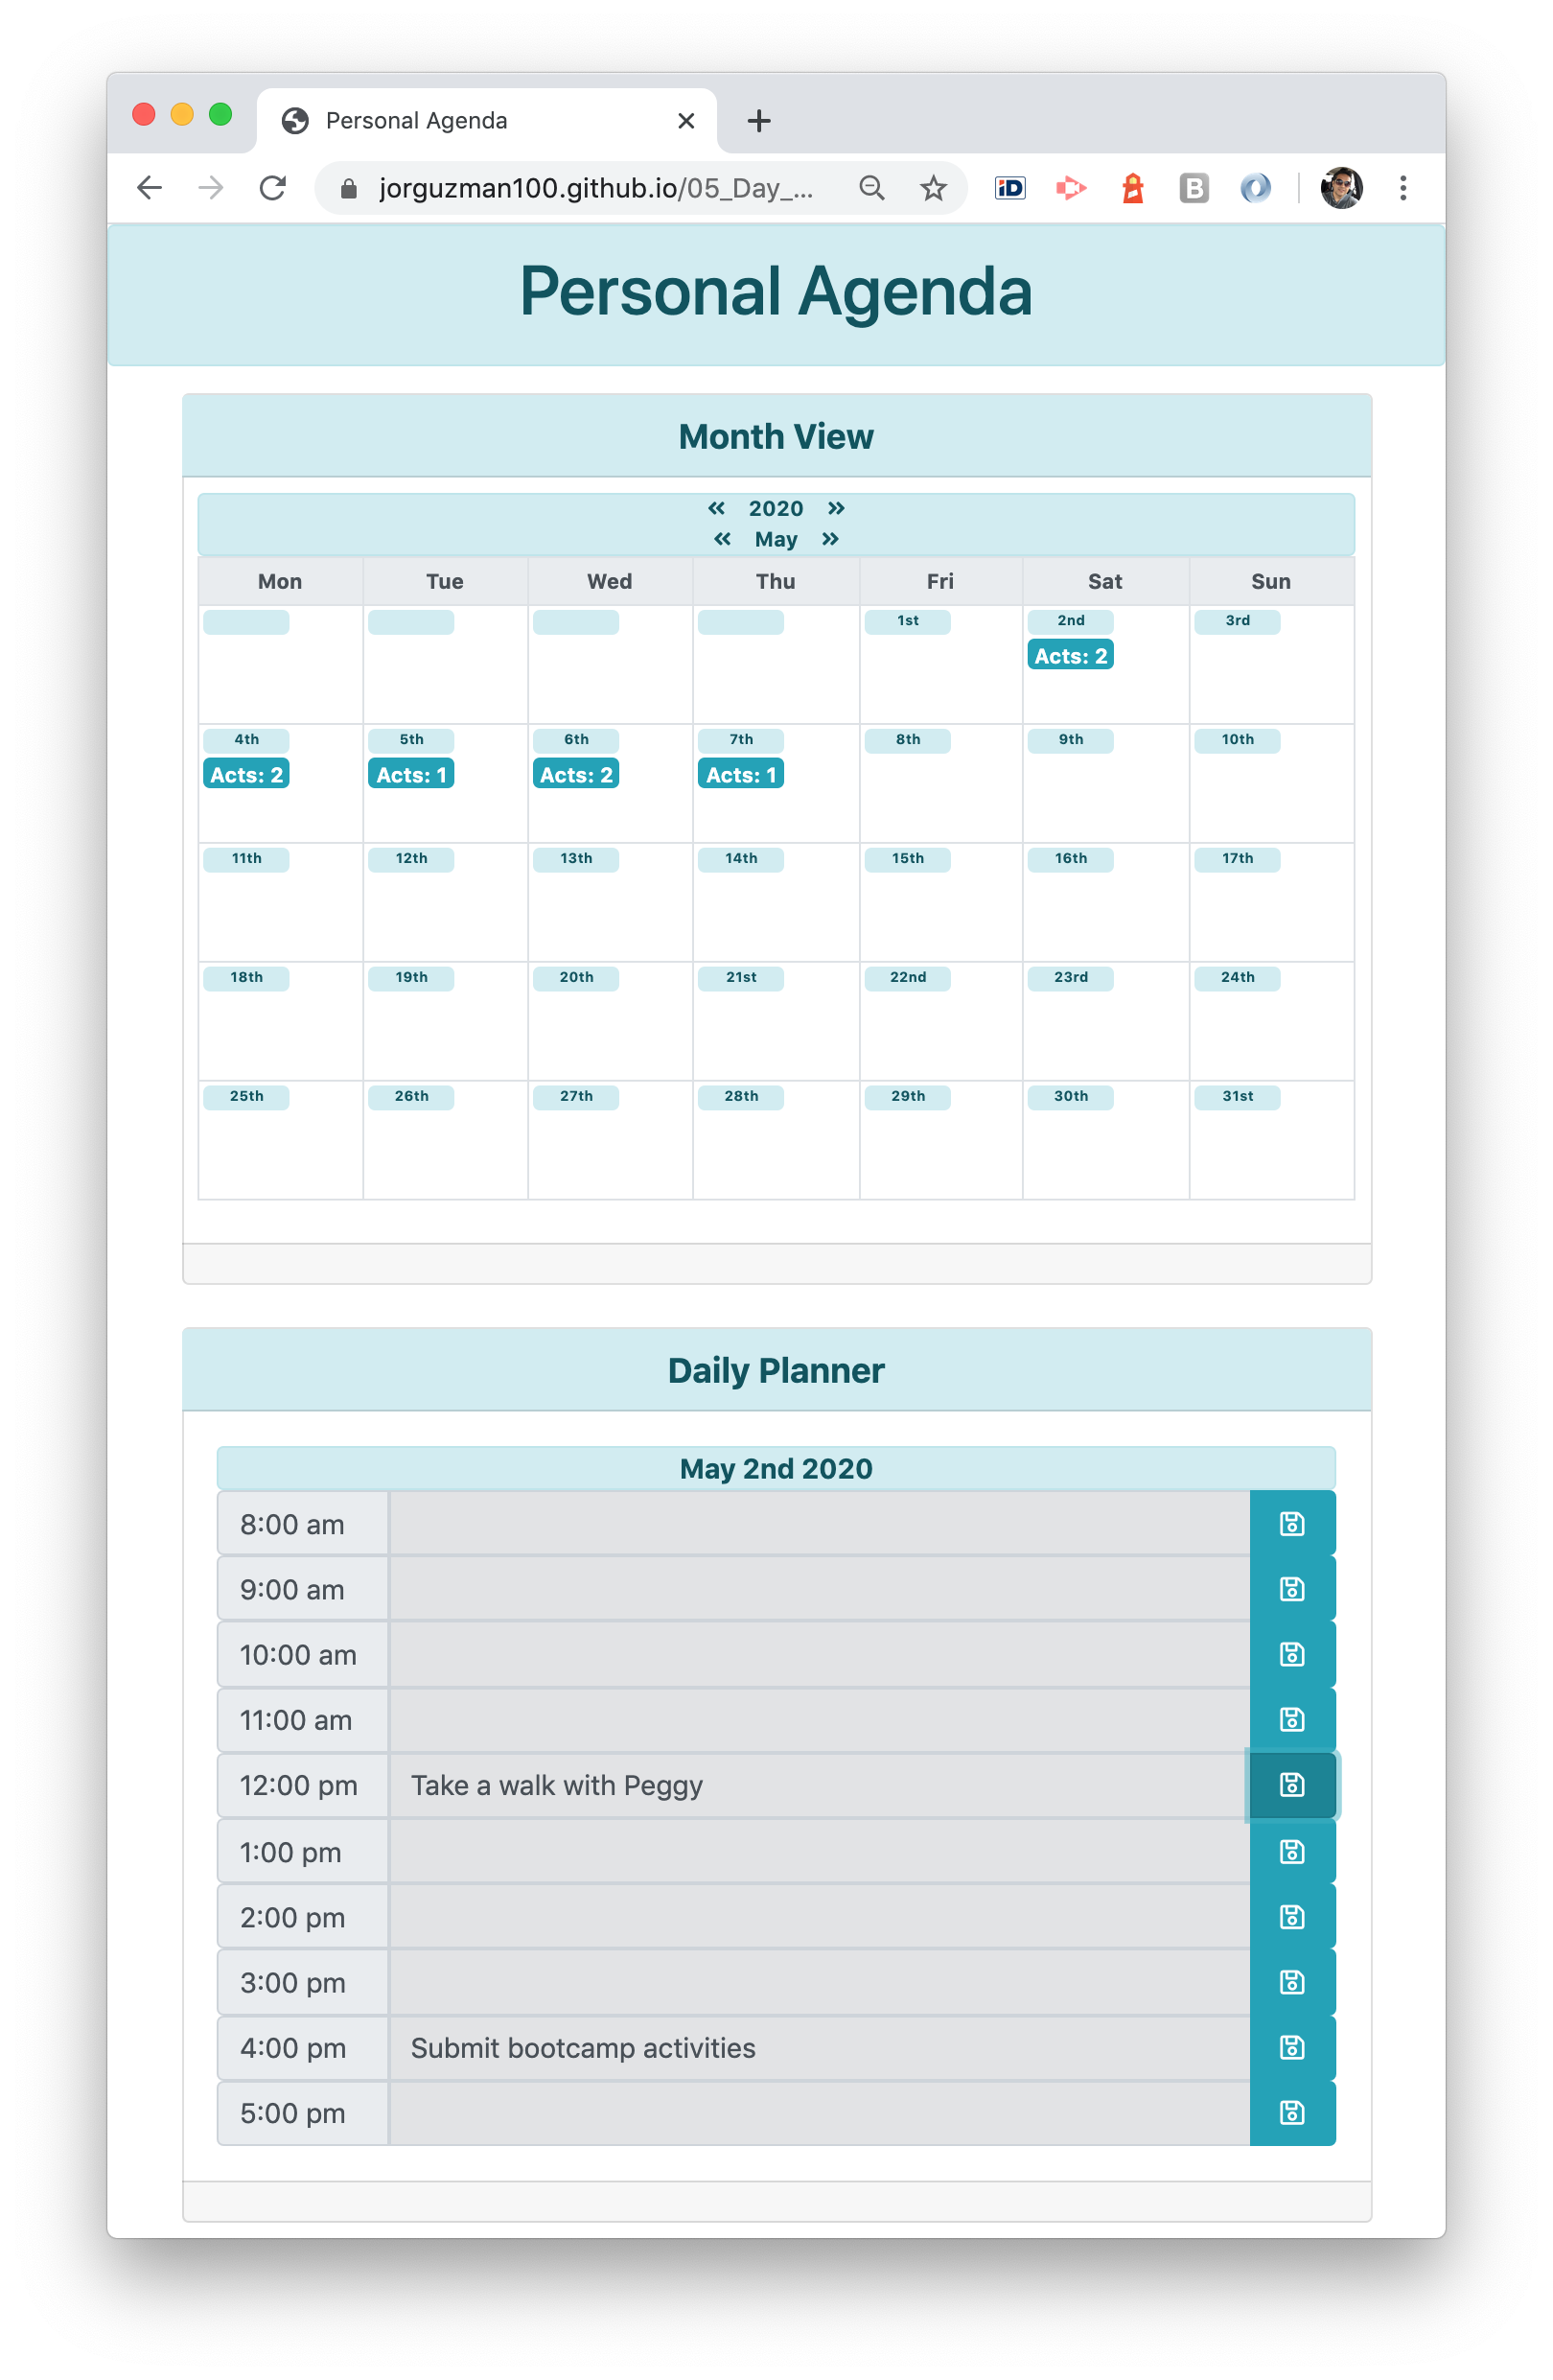 Personal Agenda
jorguzman100.github.io/05_Day_...
iD
B
Personal Agenda
Month View
« 2020 »
« May »
Mon Tue Wed Thu Fri Sat Sun
1st 2nd 3rd
Acts: 2
4th 5th 6th 7th 8th 9th 10th
Acts: 2 Acts: 1 Acts: 2 Acts: 1
11th 12th 13th 14th 15th 16th 17th
18th 19th 20th 21st 22nd 23rd 24th
25th 26th 27th 28th 29th 30th 31st
Daily Planner
May 2nd 2020
8:00 am
9:00 am
10:00 am
11:00 am
12:00 pm Take a walk with Peggy
1:00 pm
2:00 pm
3:00 pm
4:00 pm Submit bootcamp activities
5:00 pm